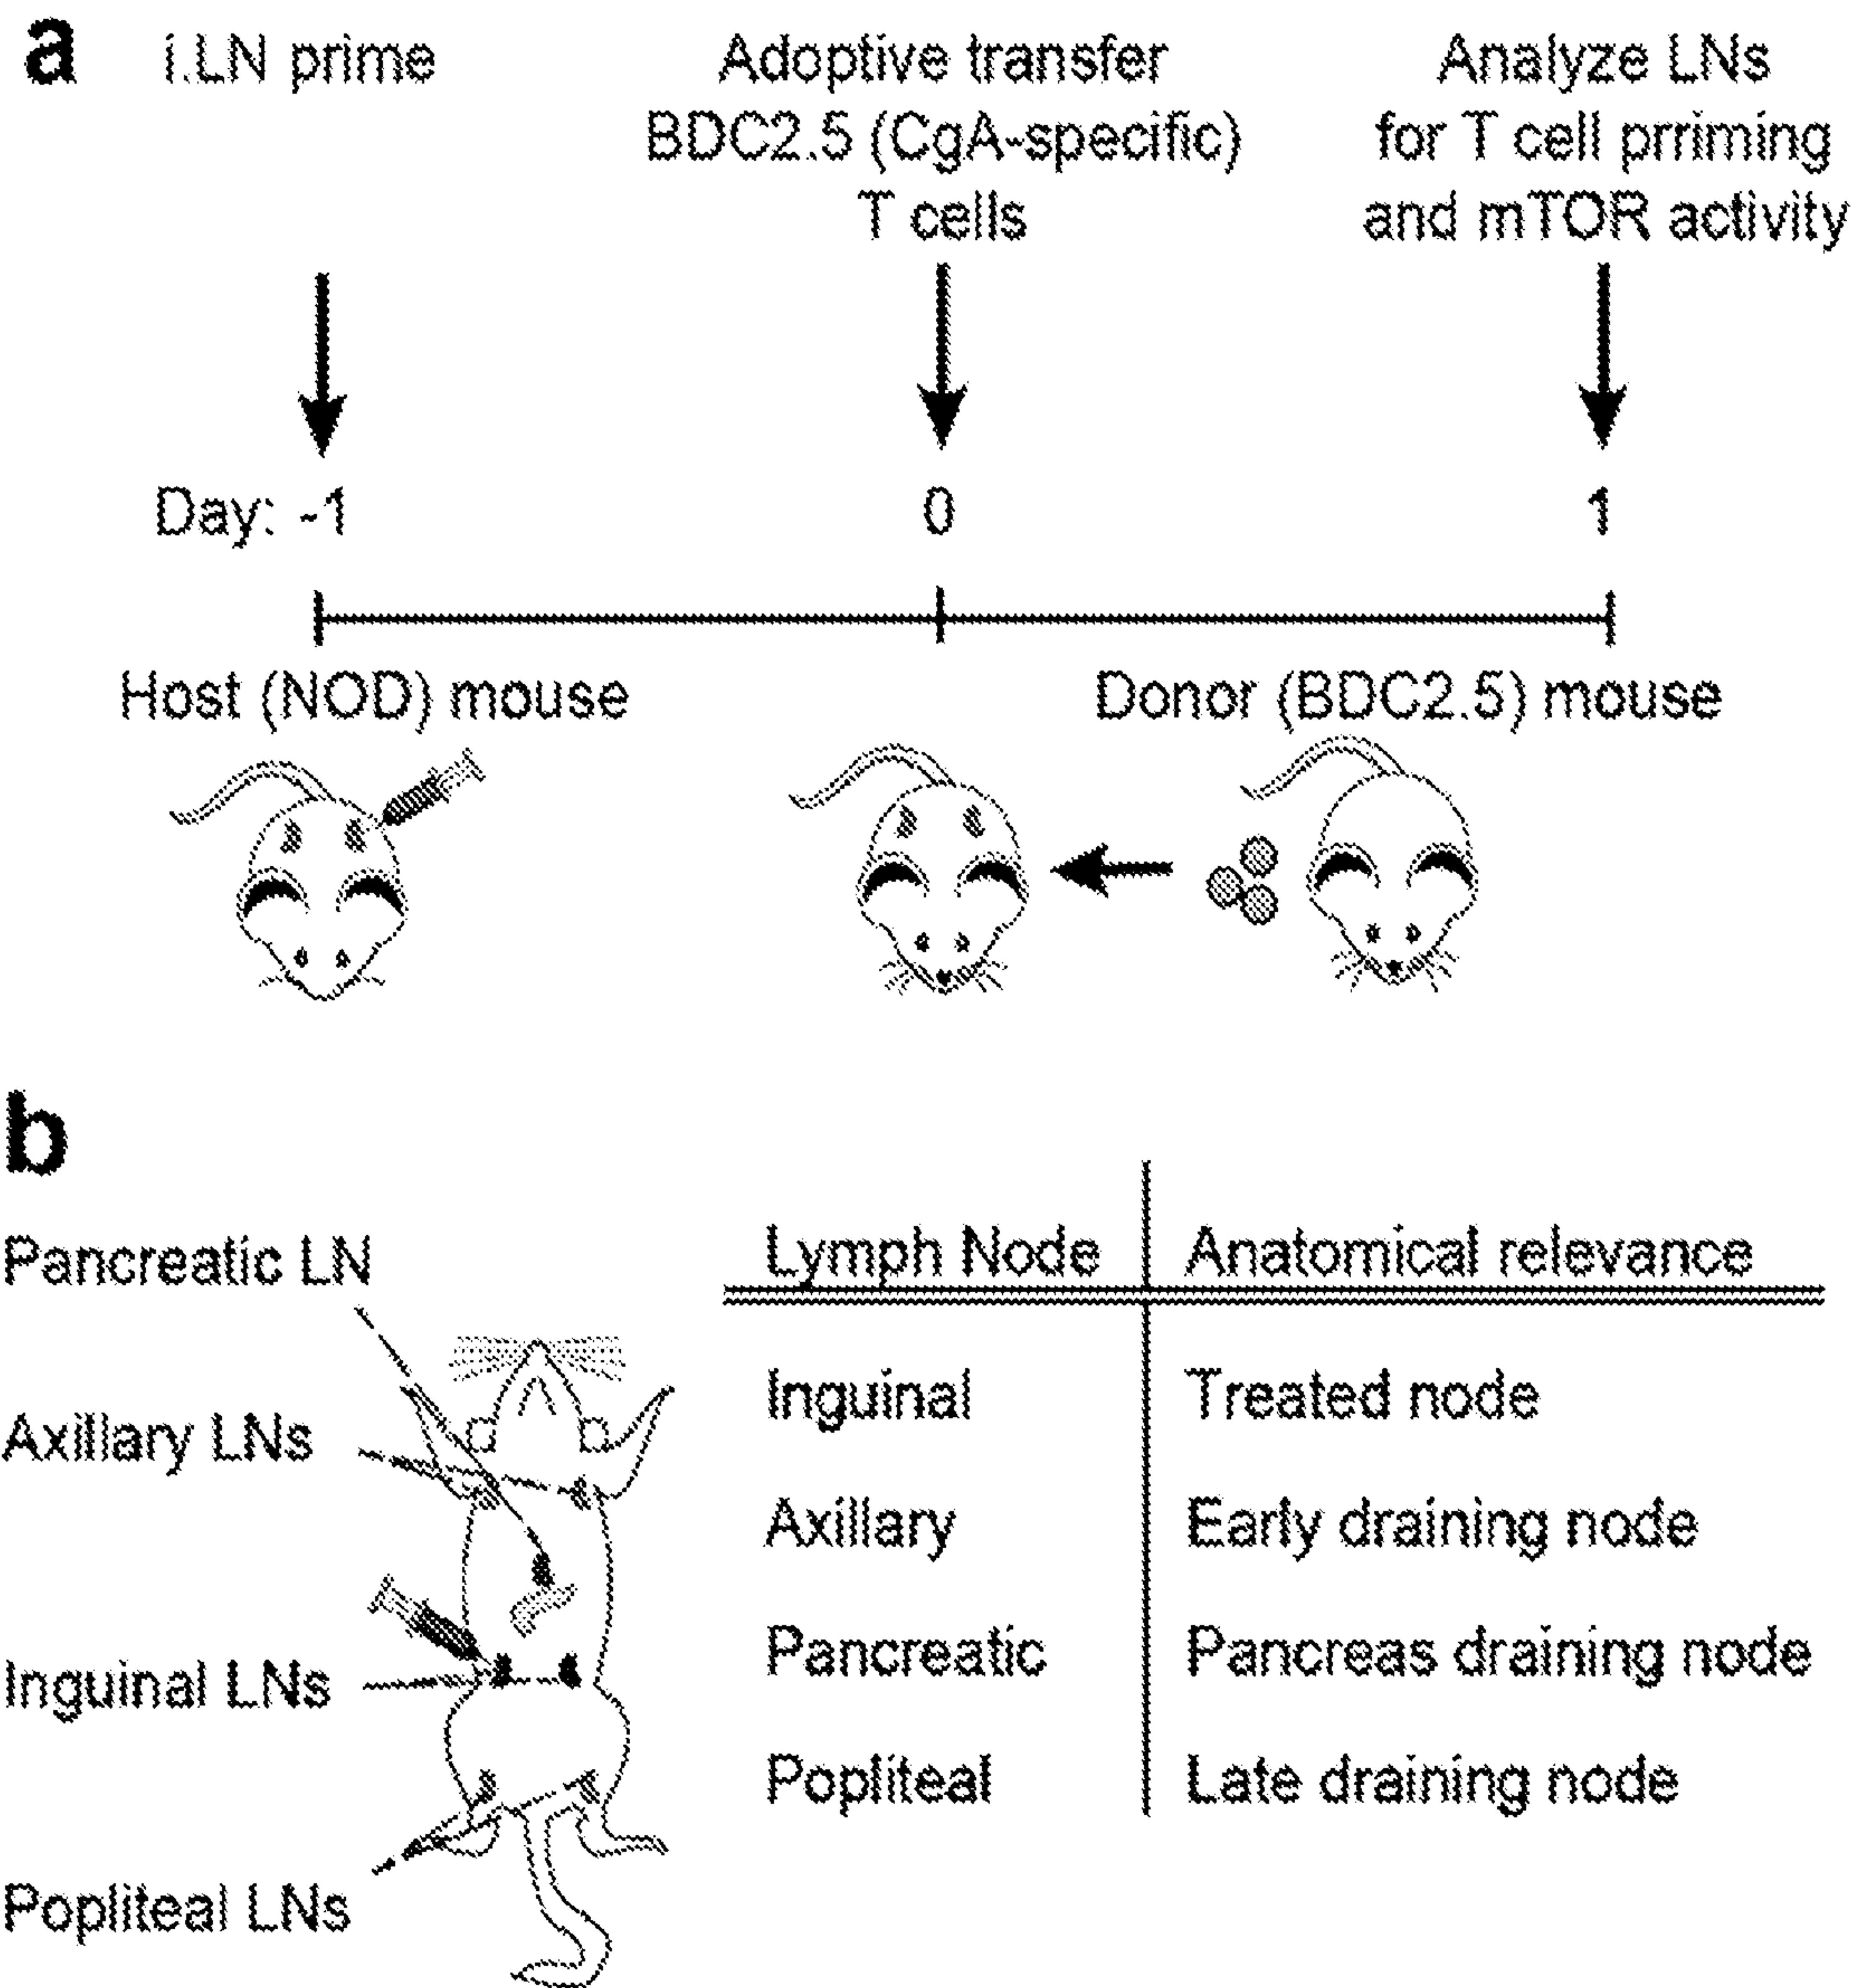 a
i.LN prime
Adoptive transfer
BDC2.5 (CgA-specific)
T cells
Analyze LNs
for T cell prriming
and mTOR activity
Day: -1
0
1
Host (NOD) mouse
Donor (BDC2.5) mouse
b
Pancreatic LN
Axillary LNs
Inguinal LNs
Popliteal LNs
Lymph Node Anatomical relevance
Inguinal Treated node
Axillary Early draining node
Pancreatic Pancreas draining node
Popliteal Late draining node